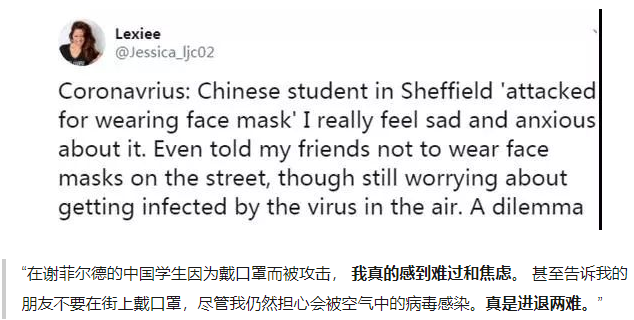 Lexiee
@Jessica_ljc02
Coronavrius: Chinese student in Sheffield 'attacked
for wearing face mask' I really feel sad and anxious
about it. Even told my friends not to wear face
masks on the street, though still worrying about
getting infected by the virus in the air. A dilemma
“在谢菲尔德的中国学生因为戴口罩而被攻击， 我真的感到难过和焦虑。 甚至告诉我的
朋友不要在街上戴口罩，尽管我仍然担心会被空气中的病毒感染。真是进退两难。”